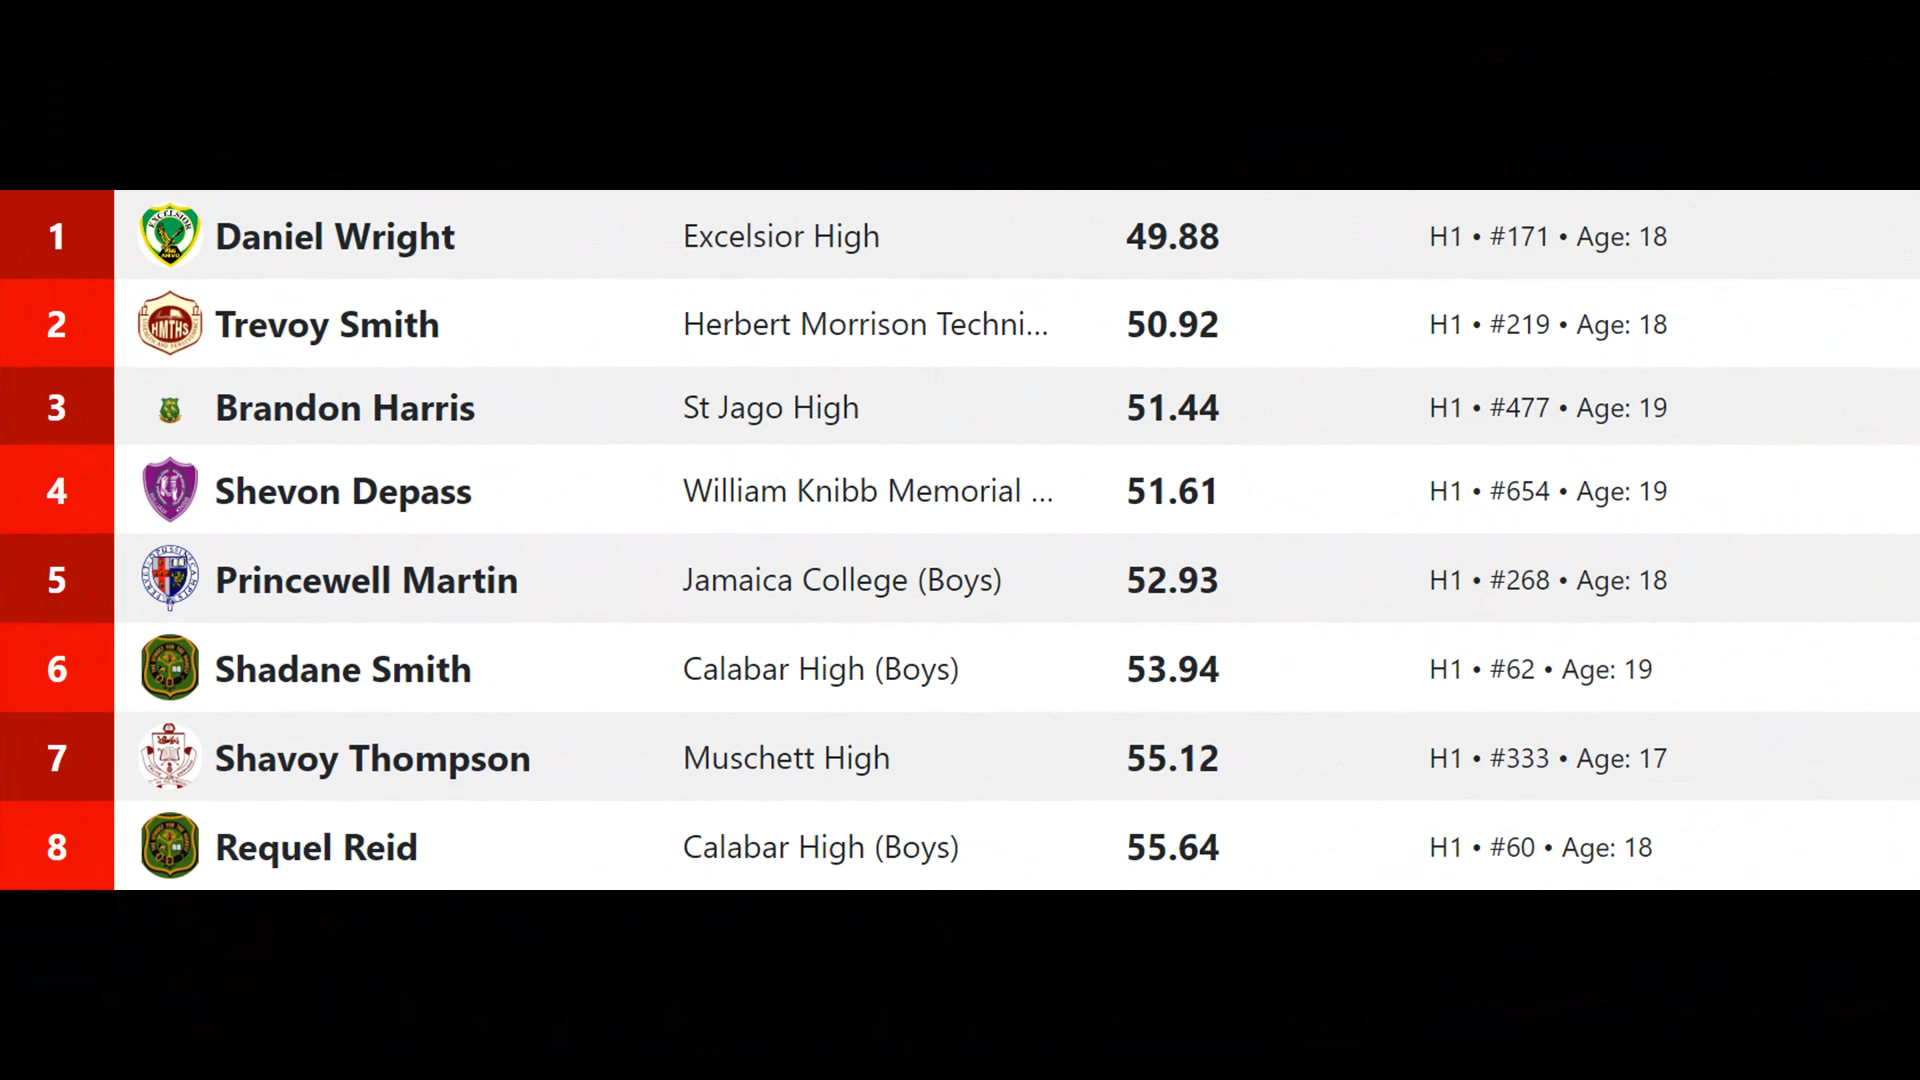 1 EXCELSIOR Daniel Wright Excelsior High 49.88 H1 • #171 • Age: 18
2 HMTHS Trevoy Smith Herbert Morrison Techni... 50.92 H1 • #219 • Age: 18
3 Brandon Harris St Jago High 51.44 H1 • #477 • Age: 19
4 Shevon Depass William Knibb Memorial ... 51.61 H1 • #654 • Age: 19
5 Princewell Martin Jamaica College (Boys) 52.93 H1 • #268 • Age: 18
6 Shadane Smith Calabar High (Boys) 53.94 H1 • #62 • Age: 19
7 Shavoy Thompson Muschett High 55.12 H1 • #333 • Age: 17
8 Requel Reid Calabar High (Boys) 55.64 H1 • #60 • Age: 18